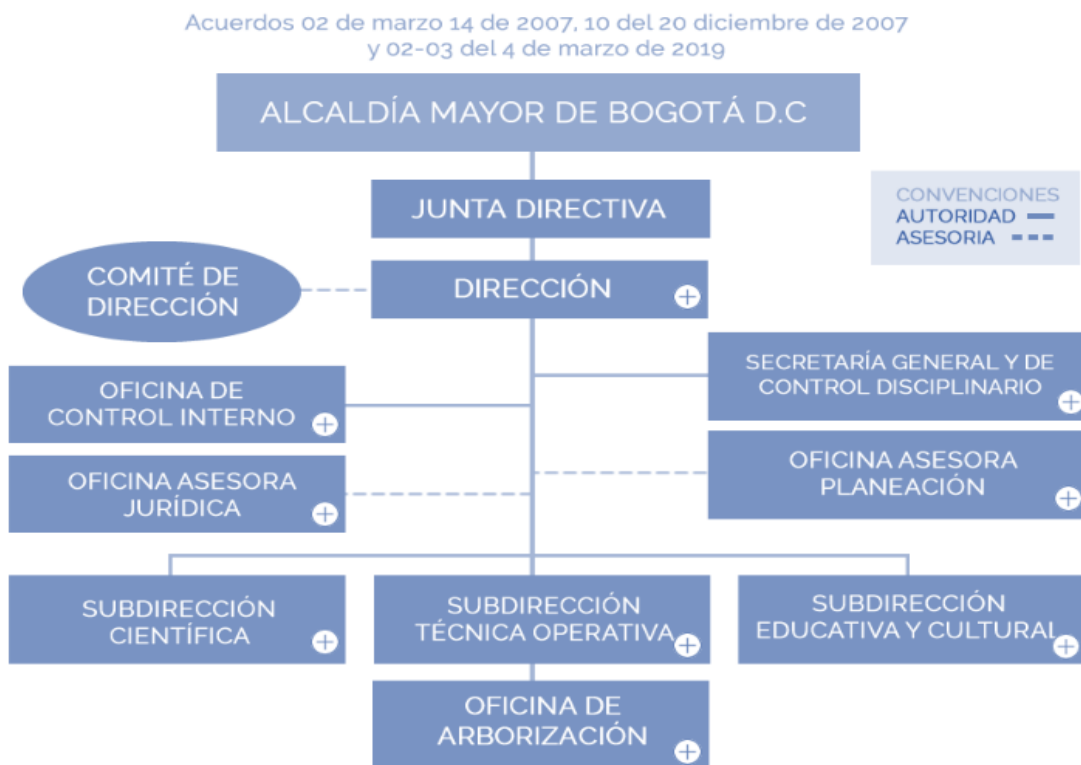 Acuerdos 02 de marzo 14 de 2007, 10 del 20 diciembre de 2007
y 02-03 del 4 de marzo de 2019
ALCALDÍA MAYOR DE BOGOTÁ D.C
JUNTA DIRECTIVA
CONVENCIONES
AUTORIDAD
ASESORIA
COMITÉ DE
DIRECCIÓN
DIRECCIÓN
SECRETARÍA GENERAL Y DE
CONTROL DISCIPLINARIO
OFICINA DE
CONTROL INTERNO
OFICINA ASESORA
PLANEACIÓN
OFICINA ASESORA
JURÍDICA
SUBDIRECCIÓN
CIENTÍFICA
SUBDIRECCIÓN
TÉCNICA OPERATIVA
SUBDIRECCIÓN
EDUCATIVA Y CULTURAL
OFICINA DE
ARBORIZACIÓN